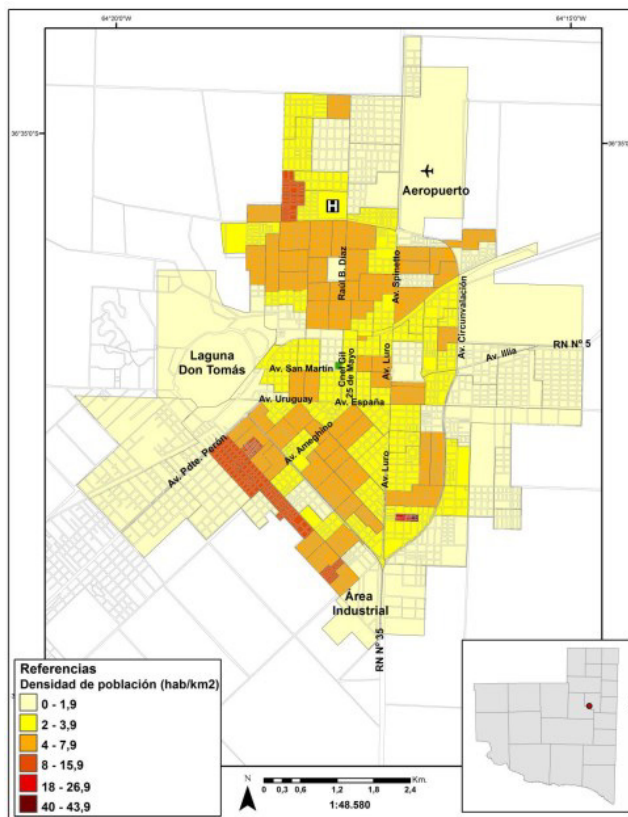 64°20'0"W
64°15'0"W
36°35'0"S
Aeropuerto
H
Raúl B. Díaz
Av. Spinetto
Av. Circunvalación
RN Nº 5
Av. Illia
Laguna
Don Tomás
Av. San Martín
Cnel Gil
25 de Mayo
Av. Luro
Av. Uruguay
Av. España
Av. Ameghino
Av. Pdte. Perón
Av. Luro
Área
Industrial
RN Nº 35
Referencias
Densidad de población (hab/km2)
0 - 1,9
2 - 3,9
4 - 7,9
8 - 15,9
18 - 26,9
40 - 43,9
N
Km.
0 0,3 0,6 1,2 1,8 2,4
1:48.580